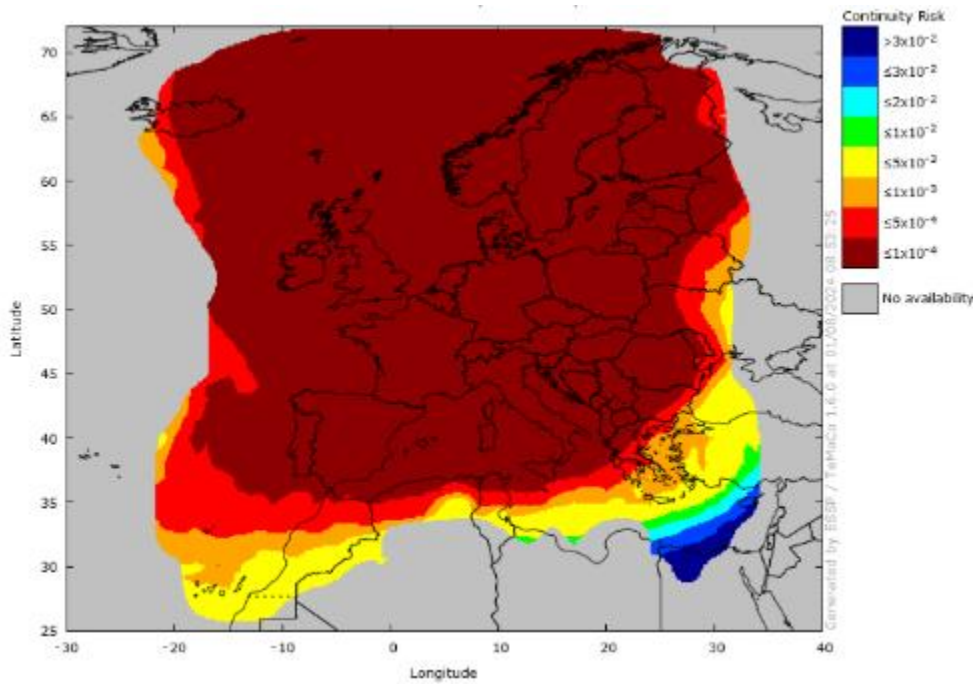 Continuity Risk
>3x10⁻²
≤3x10⁻²
≤2x10⁻²
≤1x10⁻²
≤5x10⁻³
≤1x10⁻³
≤5x10⁻⁴
≤1x10⁻⁴
No availability
70
65
60
55
50
45
40
35
30
25
Latitude
-30
-20
-10
0
10
20
30
40
Longitude
Generated by ESSP / TeMaCo 1.6.0 at 01/08/2024 08:53:25